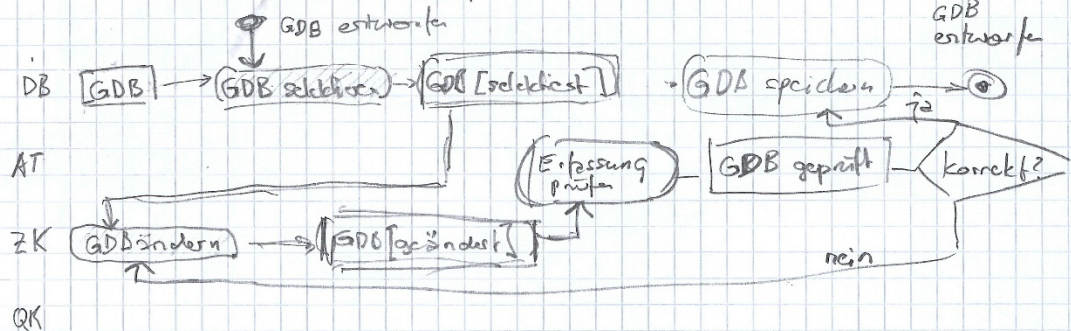 GDB entworfen
GDB
entworfen
DB GDB GDB selektieren GDB [selektiert] GDB speichern
ja
AT Erfassung
prüfen GDB geprüft korrekt?
ZK GDB ändern GDB [geändert]
nein
QK